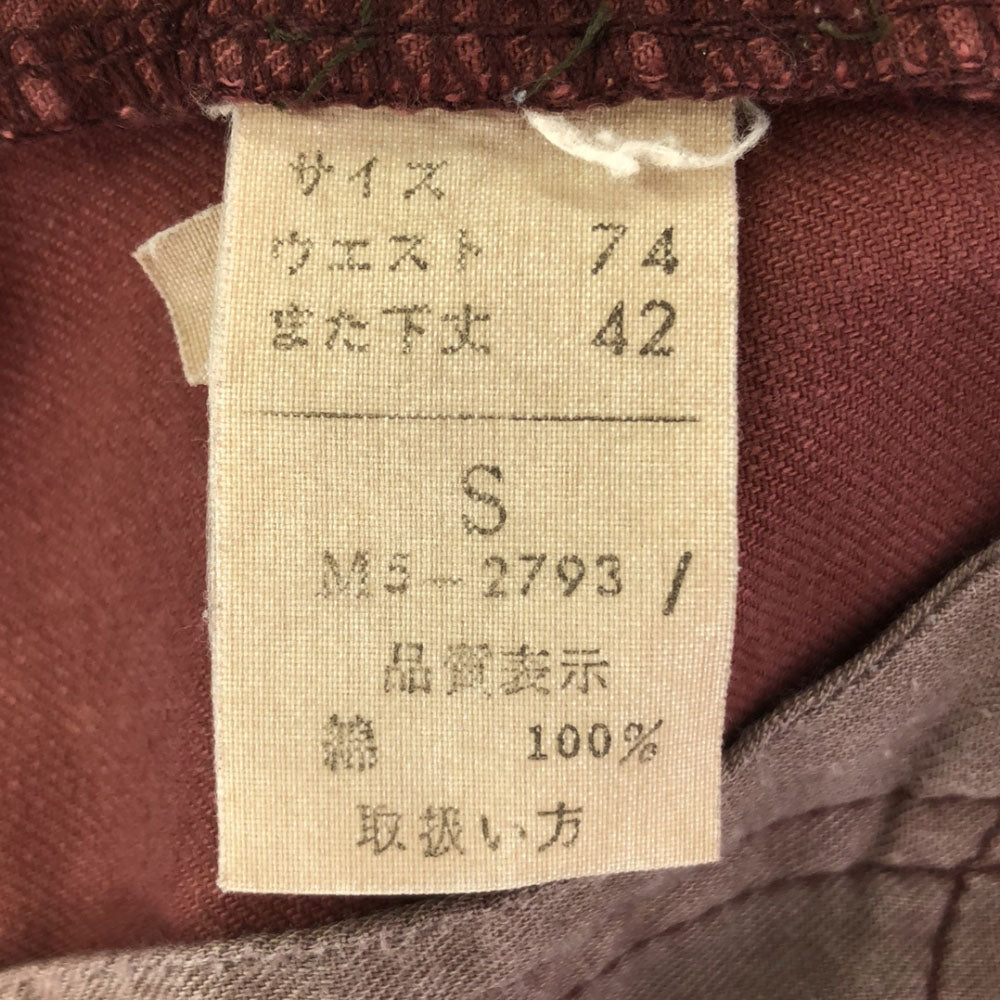 サイズ
ウエスト 74
また下丈 42
S
M5-2793 /
品質表示
綿 100%
取扱い方